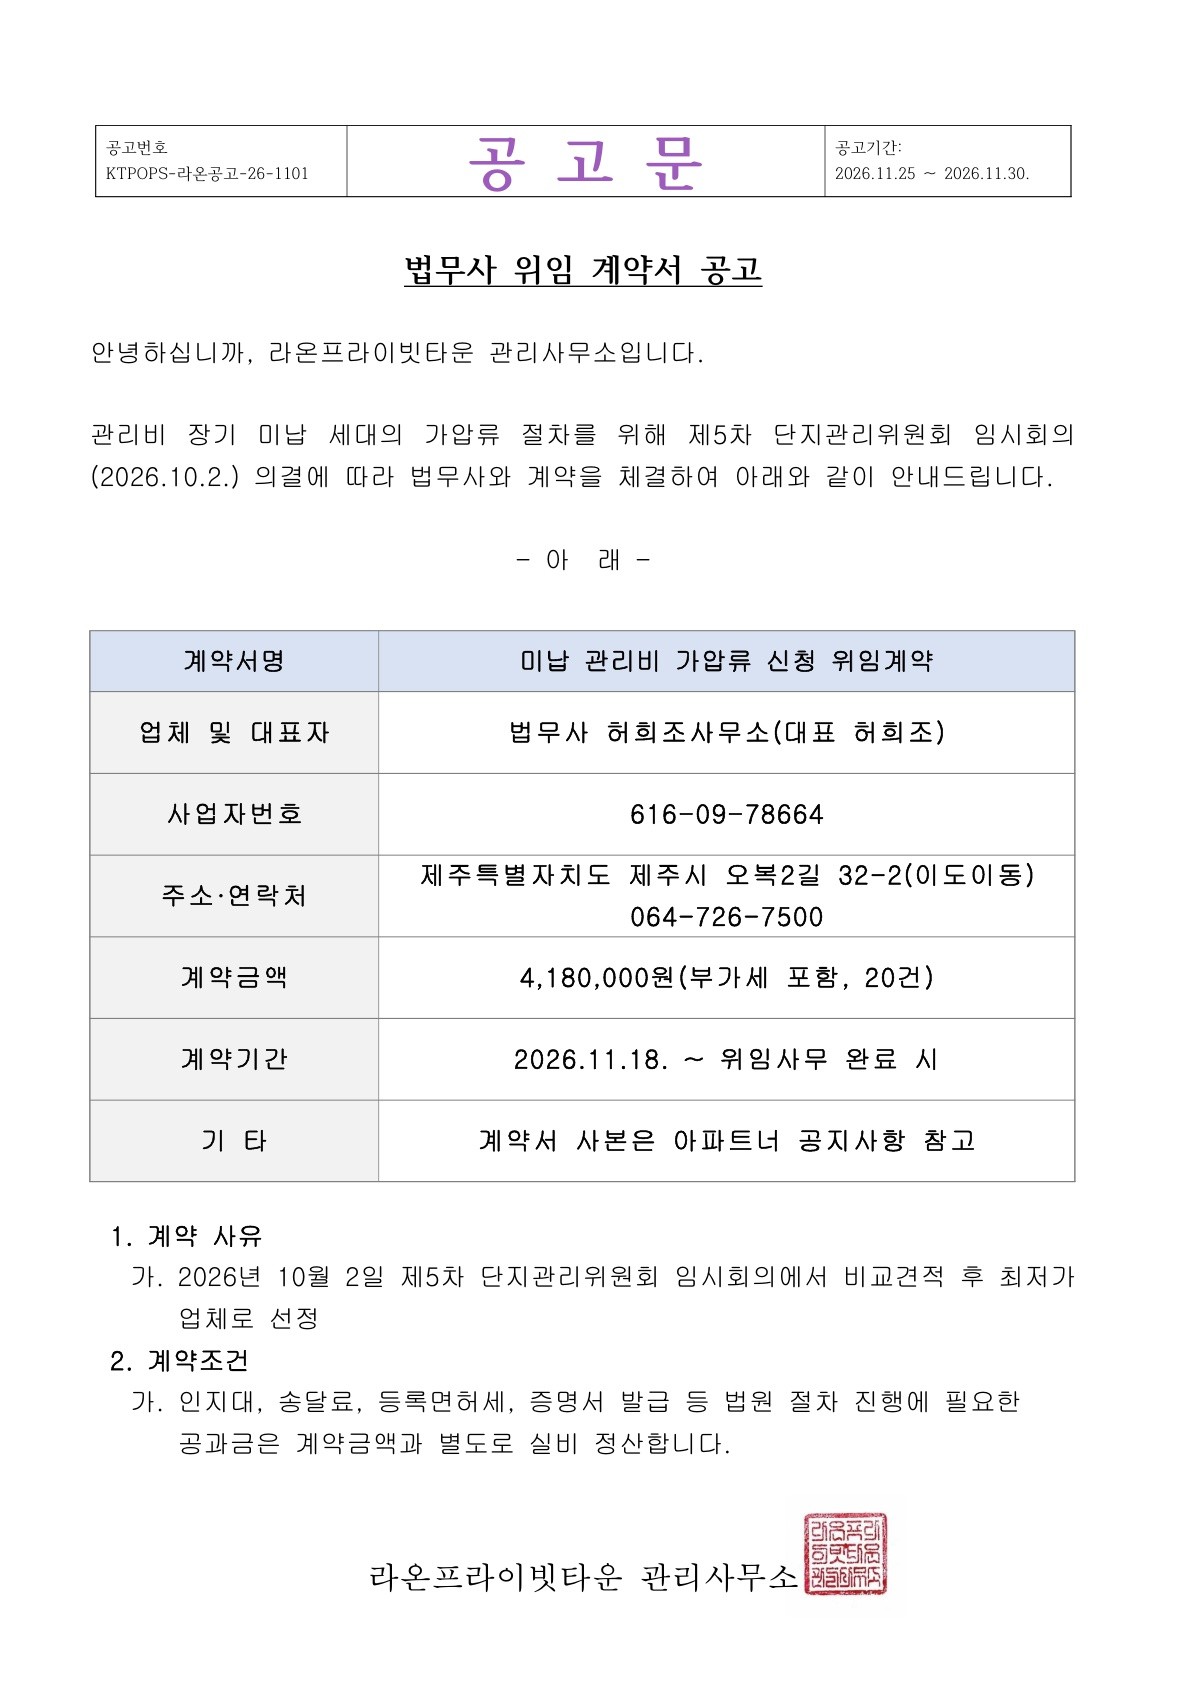 공고번호
KTPOPS-라온공고-26-1101
공 고 문
공고기간:
2026.11.25 ~ 2026.11.30.
법무사 위임 계약서 공고
안녕하십니까, 라온프라이빗타운 관리사무소입니다.
관리비 장기 미납 세대의 가압류 절차를 위해 제5차 단지관리위원회 임시회의
(2026.10.2.) 의결에 따라 법무사와 계약을 체결하여 아래와 같이 안내드립니다.
- 아 래 -
계약서명 미납 관리비 가압류 신청 위임계약
업체 및 대표자 법무사 허희조사무소(대표 허희조)
사업자번호 616-09-78664
주소·연락처 제주특별자치도 제주시 오복2길 32-2(이도이동)
064-726-7500
계약금액 4,180,000원(부가세 포함, 20건)
계약기간 2026.11.18. ~ 위임사무 완료 시
기 타 계약서 사본은 아파트너 공지사항 참고
1. 계약 사유
가. 2026년 10월 2일 제5차 단지관리위원회 임시회의에서 비교견적 후 최저가
업체로 선정
2. 계약조건
가. 인지대, 송달료, 등록면허세, 증명서 발급 등 법원 절차 진행에 필요한
공과금은 계약금액과 별도로 실비 정산합니다.
라온프라이빗타운 관리사무소